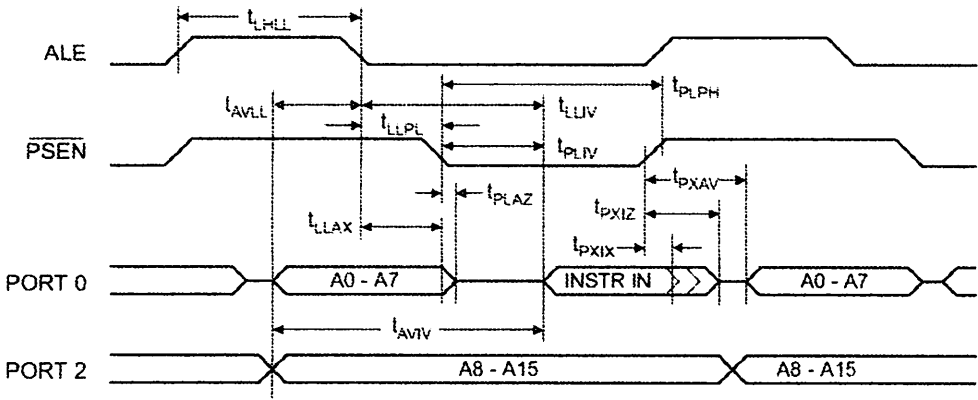 tLHLL
ALE
tPLPH
tAVLL
tLLIV
tLLPL
PSEN
tPLIV
tPXAV
tPLAZ
tPXIZ
tLLAX
tPXIX
PORT 0
A0 - A7
INSTR IN
A0 - A7
tAVIV
PORT 2
A8 - A15
A8 - A15